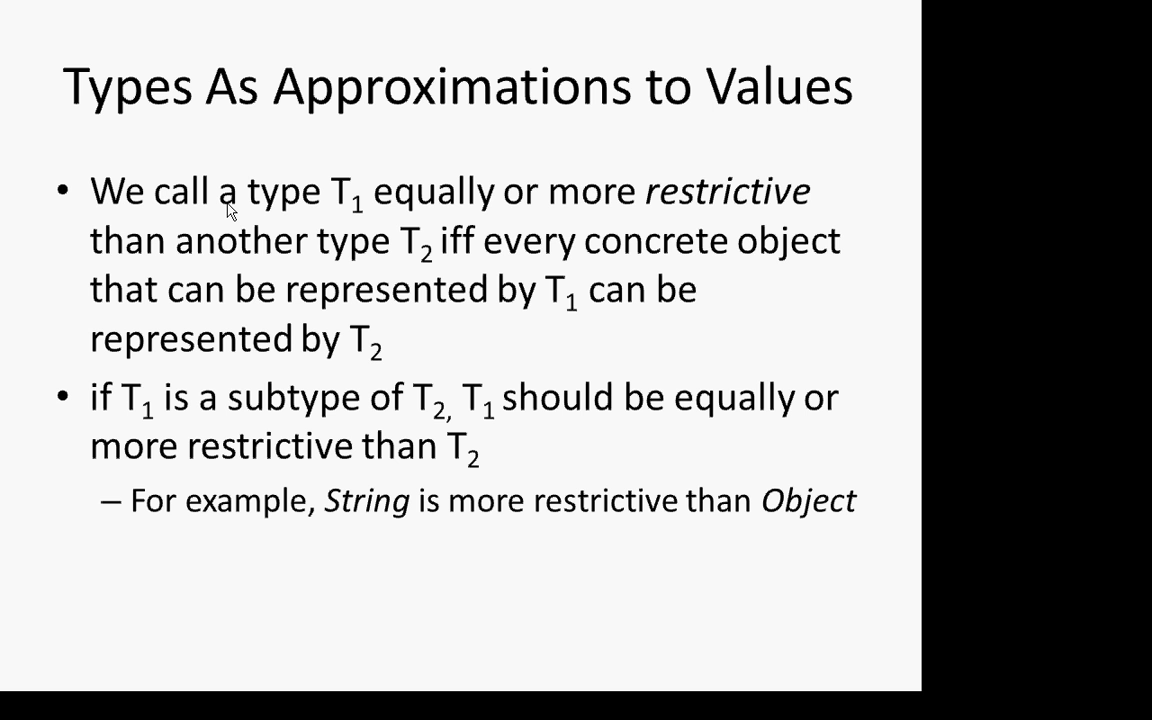 Types As Approximations to Values
• We call a type T₁ equally or more restrictive
than another type T₂ iff every concrete object
that can be represented by T₁ can be
represented by T₂
• if T₁ is a subtype of T₂, T₁ should be equally or
more restrictive than T₂
– For example, String is more restrictive than Object